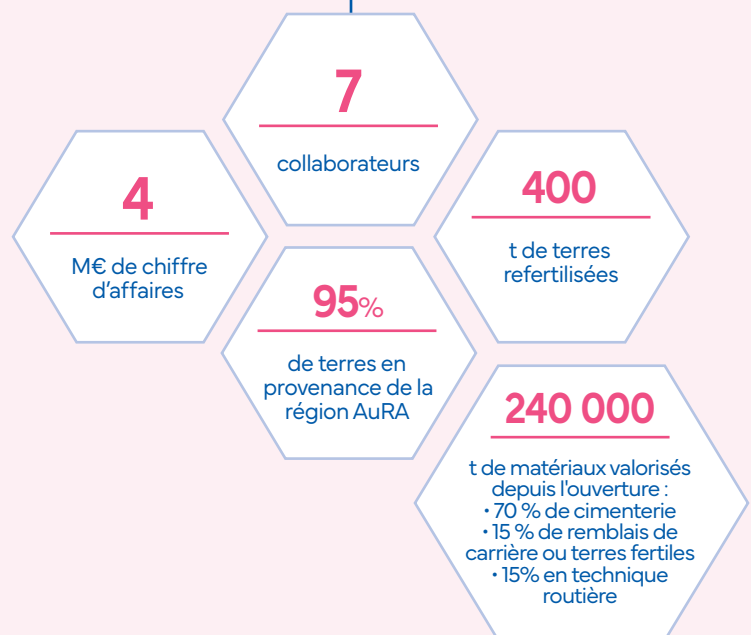 7
collaborateurs
4
M€ de chiffre
d'affaires
400
t de terres
refertilisées
95%
de terres en
provenance de la
région AuRA
240 000
t de matériaux valorisés
depuis l'ouverture :
• 70 % de cimenterie
• 15 % de remblais de
carrière ou terres fertiles
• 15% en technique
routière